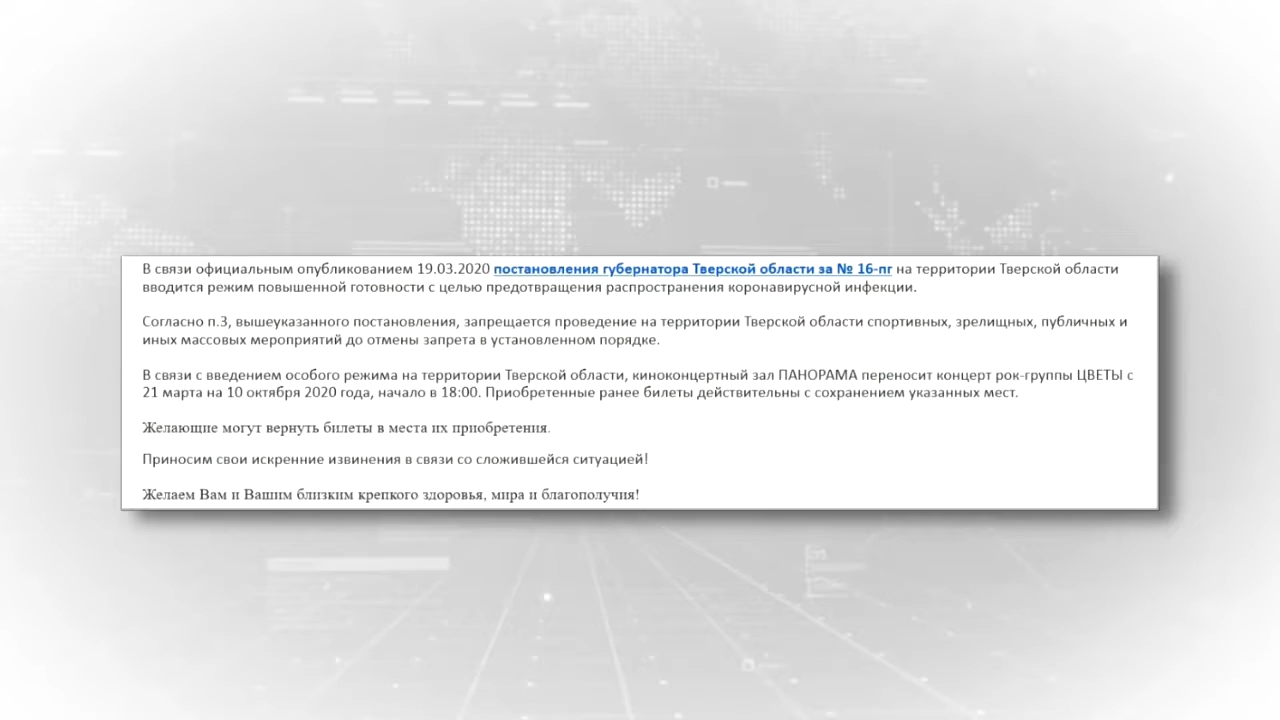 В связи официальным опубликованием 19.03.2020 постановления губернатора Тверской области за № 16-пг на территории Тверской области
вводится режим повышенной готовности с целью предотвращения распространения коронавирусной инфекции.
Согласно п.3, вышеуказанного постановления, запрещается проведение на территории Тверской области спортивных, зрелищных, публичных и
иных массовых мероприятий до отмены запрета в установленном порядке.
В связи с введением особого режима на территории Тверской области, киноконцертный зал ПАНОРАМА переносит концерт рок-группы ЦВЕТЫ с
21 марта на 10 октября 2020 года, начало в 18:00. Приобретенные ранее билеты действительны с сохранением указанных мест.
Желающие могут вернуть билеты в места их приобретения.
Приносим свои искренние извинения в связи со сложившейся ситуацией!
Желаем Вам и Вашим близким крепкого здоровья, мира и благополучия!